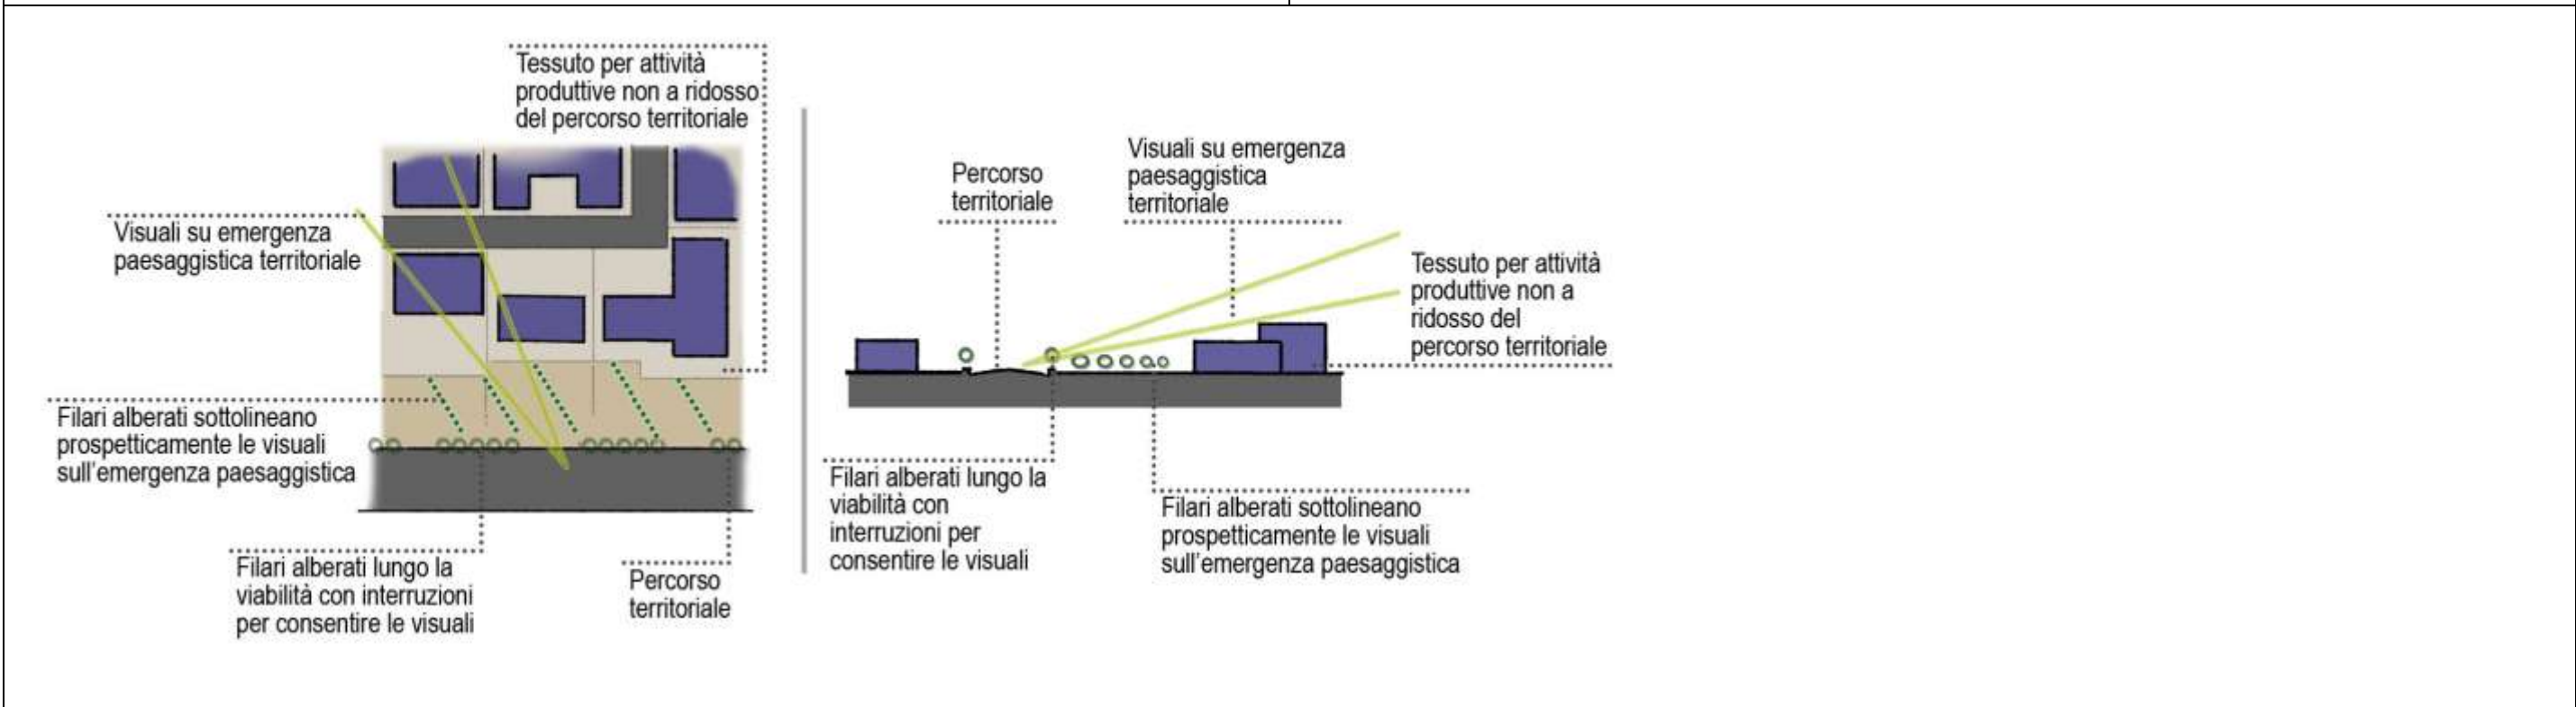 Tessuto per attività
produttive non a ridosso
del percorso territoriale
Visuali su emergenza
paesaggistica territoriale
Filari alberati sottolineano
prospetticamente le visuali
sull'emergenza paesaggistica
Filari alberati lungo la
viabilità con interruzioni
per consentire le visuali
Percorso
territoriale
Percorso
territoriale
Visuali su emergenza
paesaggistica
territoriale
Tessuto per attività
produttive non a
ridosso del
percorso territoriale
Filari alberati lungo la
viabilità con
interruzioni per
consentire le visuali
Filari alberati sottolineano
prospetticamente le visuali
sull'emergenza paesaggistica